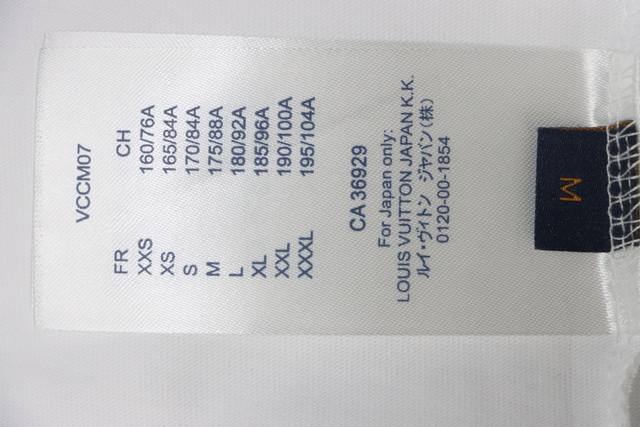 VCCM07
FR CH
XXS 160/76A
XS 165/84A
S 170/84A
M 175/88A
L 180/92A
XL 185/96A
XXL 190/100A
XXXL 195/104A
CA 36929
For Japan only:
LOUIS VUITTON JAPAN K.K.
ルイ・ヴィトン ジャパン(株)
0120-00-1854
M